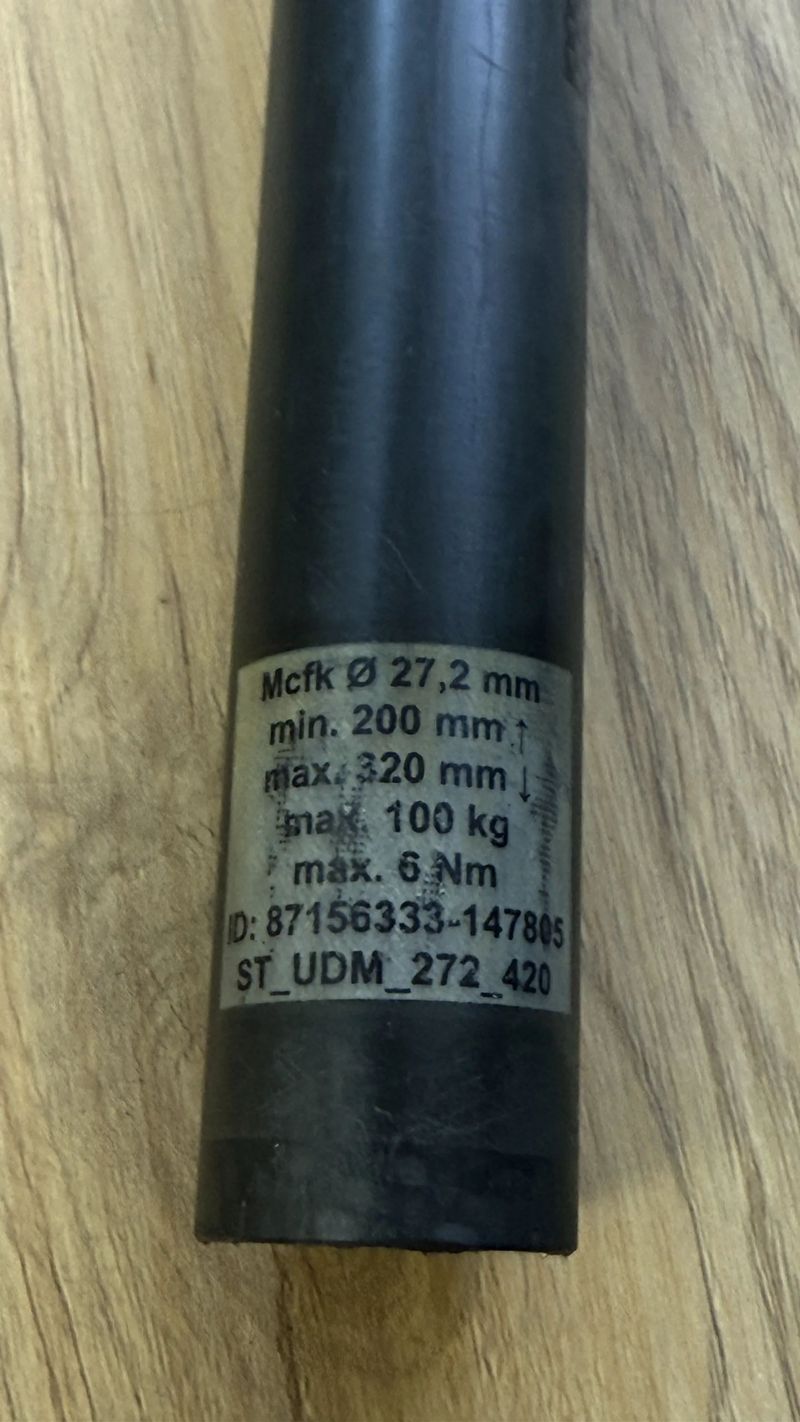 Mcfk Ø 27,2 mm
min. 200 mm ↑
max. 320 mm ↓
max. 100 kg
max. 6 Nm
ID: 87156333-147805
ST_UDM_272_420